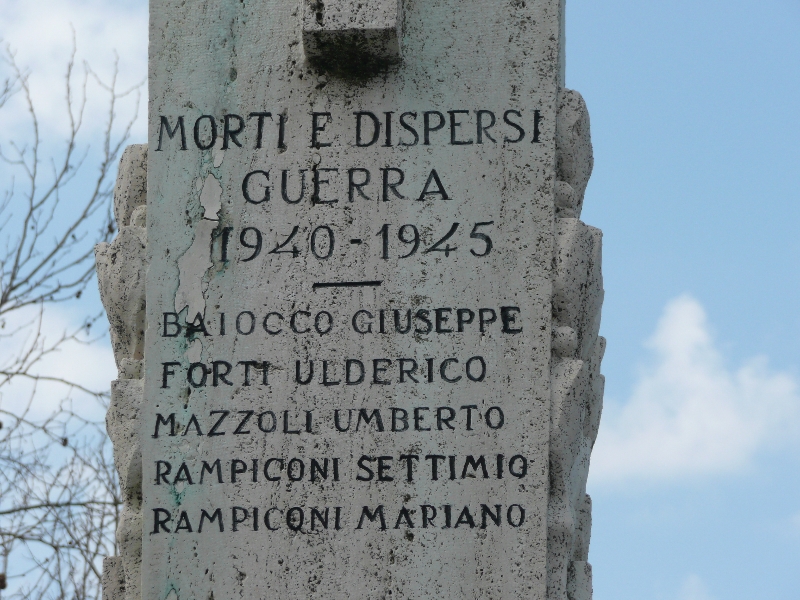 MORTI E DISPERSI
GUERRA
1940-1945
BAIOCCO GIUSEPPE
FORTI ULDERICO
MAZZOLI UMBERTO
RAMPICONI SETTIMIO
RAMPICONI MARIANO